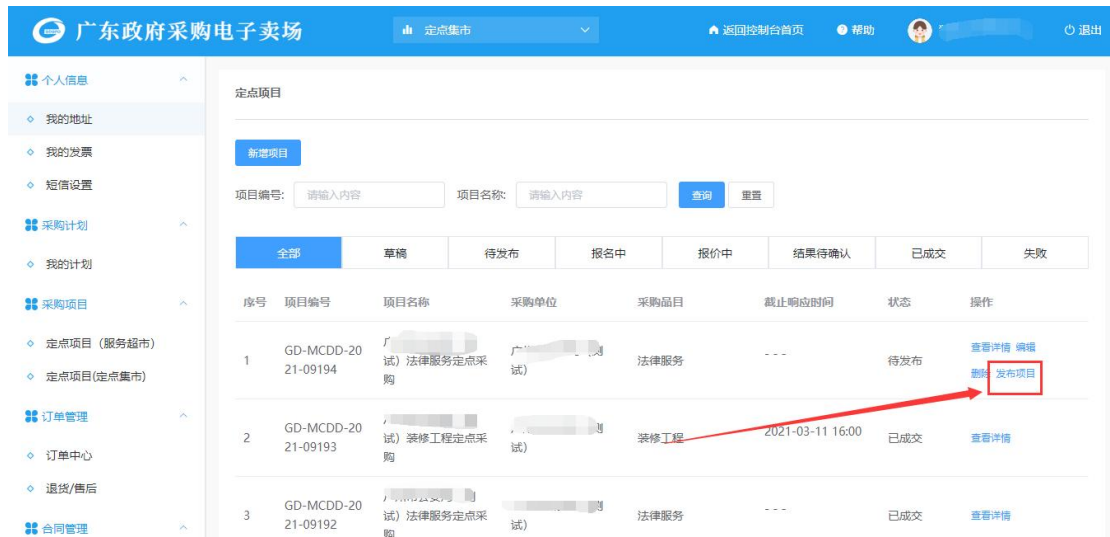 广东政府采购电子卖场
定点集市
返回控制台首页
帮助
退出
个人信息
我的地址
我的发票
短信设置
采购计划
我的计划
采购项目
定点项目（服务超市）
定点项目(定点集市)
订单管理
订单中心
退货/售后
合同管理
定点项目
新增项目
项目编号: 请输入内容 项目名称: 请输入内容 查询 重置
全部 草稿 待发布 报名中 报价中 结果待确认 已成交 失败
序号 项目编号 项目名称 采购单位 采购品目 截止响应时间 状态 操作
1
GD-MCDD-20
21-09194
试）法律服务定点采
购
试）
法律服务
- - -
待发布
查看详情 编辑
删除 发布项目
2
GD-MCDD-20
21-09193
试）装修工程定点采
购
试）
装修工程
2021-03-11 16:00
已成交
查看详情
3
GD-MCDD-20
21-09192
试）法律服务定点采
购
试）
法律服务
- - -
已成交
查看详情